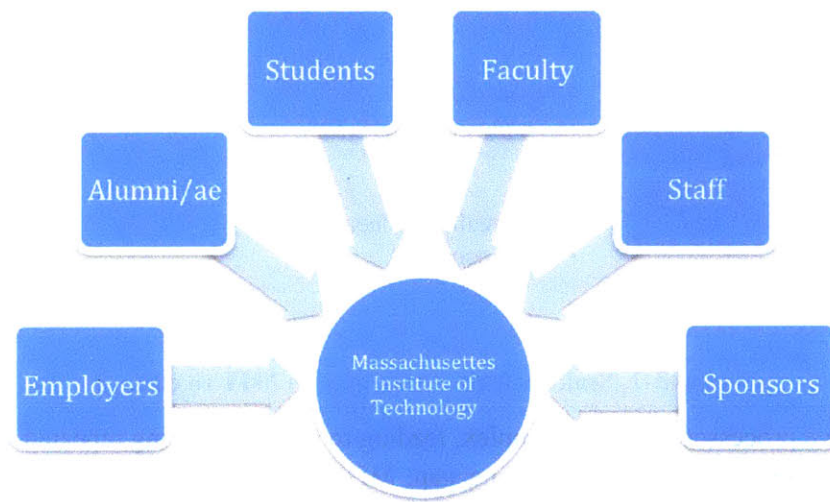 Students
Faculty
Alumni/ae
Staff
Massachusettes
Institute of
Technology
Employers
Sponsors